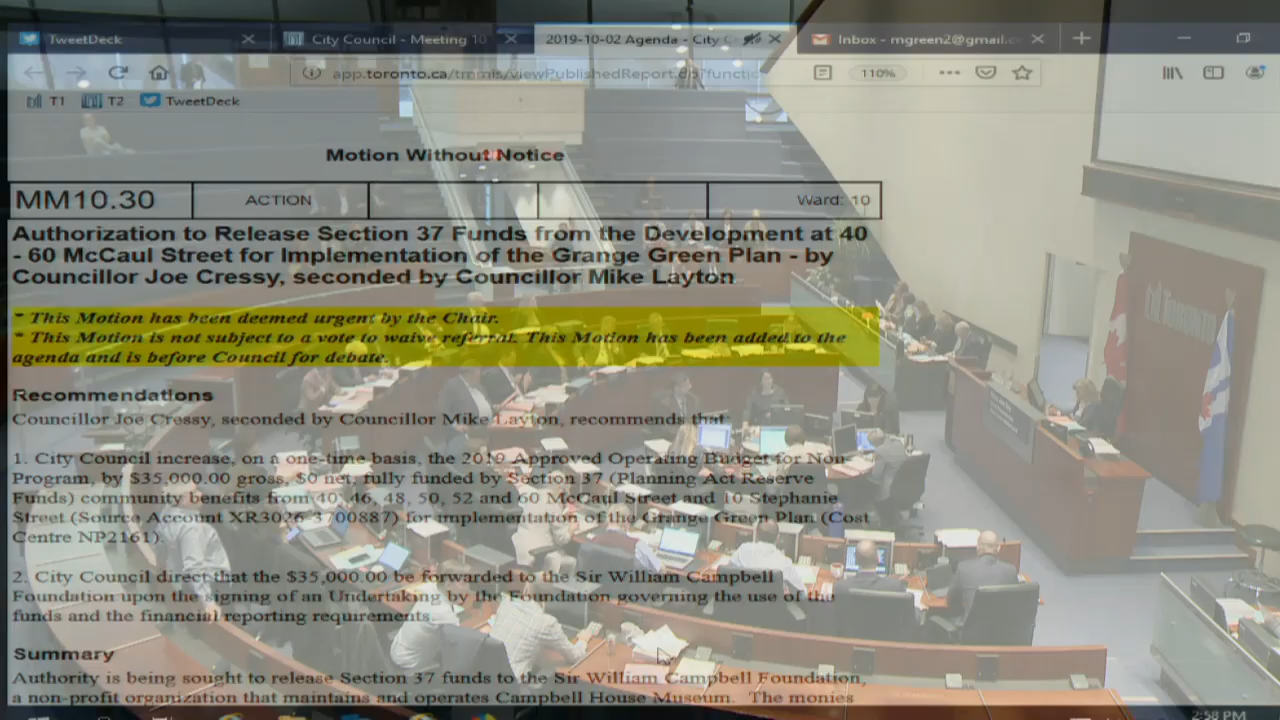 TweetDeck
City Council - Meeting 10
2019-10-02 Agenda - City C
Inbox - mgreen2@gmail.c
app.toronto.ca/tmmis/viewPublishedReport.do?functio
110%
T1
T2
TweetDeck
Motion Without Notice
MM10.30
ACTION
Ward: 10
Authorization to Release Section 37 Funds from the Development at 40
- 60 McCaul Street for Implementation of the Grange Green Plan - by
Councillor Joe Cressy, seconded by Councillor Mike Layton
* This Motion has been deemed urgent by the Chair.
* This Motion is not subject to a vote to waive referral. This Motion has been added to the
agenda and is before Council for debate.
Recommendations
Councillor Joe Cressy, seconded by Councillor Mike Layton, recommends that:
1. City Council increase, on a one-time basis, the 2019 Approved Operating Budget for Non-
Program, by $35,000.00 gross, $0 net, fully funded by Section 37 (Planning Act Reserve
Funds) community benefits from 40, 46, 48, 50, 52 and 60 McCaul Street and 10 Stephanie
Street (Source Account XR3026-3700887) for implementation of the Grange Green Plan (Cost
Centre NP2161).
2. City Council direct that the $35,000.00 be forwarded to the Sir William Campbell
Foundation upon the signing of an Undertaking by the Foundation governing the use of the
funds and the financial reporting requirements.
Summary
Authority is being sought to release Section 37 funds to the Sir William Campbell Foundation,
a non-profit organization that maintains and operates Campbell House Museum. The monies
2:58 PM
TORONTO